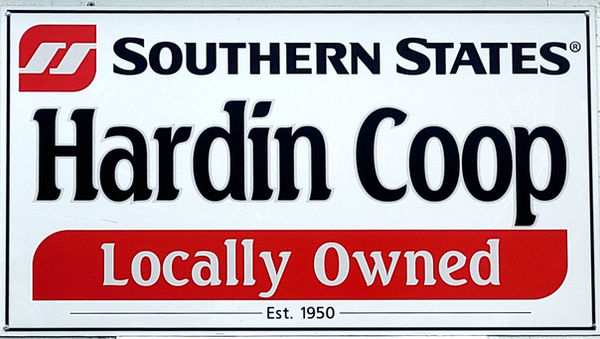 SOUTHERN STATES®
Hardin Coop
Locally Owned
Est. 1950